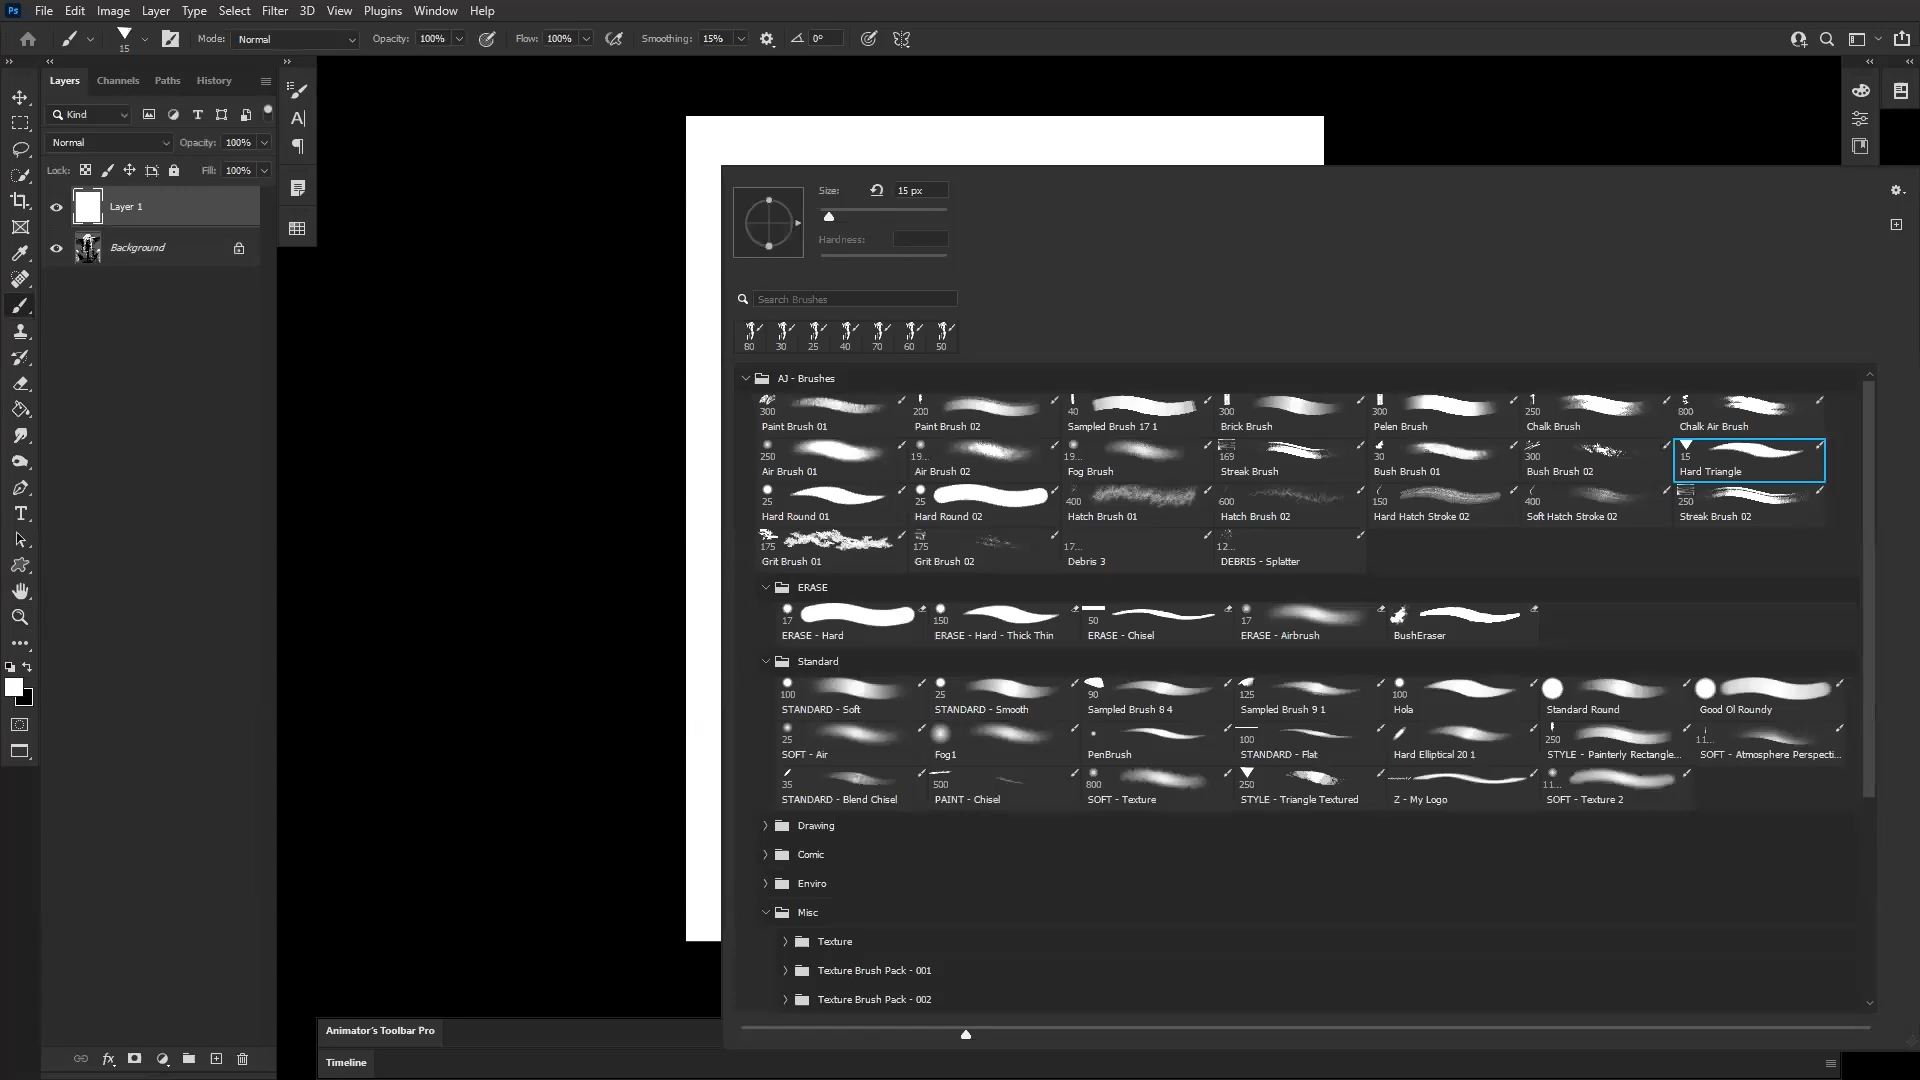 Ps File Edit Image Layer Type Select Filter 3D View Plugins Window Help
15 Mode: Normal Opacity: 100% Flow: 100% Smoothing: 15% 0°
Layers Channels Paths History
Kind
Normal Opacity: 100%
Lock: Fill: 100%
Layer 1
Background
Size: 15 px
Hardness:
Search Brushes
80 30 25 40 70 60 50
AJ - Brushes
300 200 40 300 300 250 800
Paint Brush 01 Paint Brush 02 Sampled Brush 17 1 Brick Brush Pelen Brush Chalk Brush Chalk Air Brush
250 19... 19... 169 30 300 15
Air Brush 01 Air Brush 02 Fog Brush Streak Brush Bush Brush 01 Bush Brush 02 Hard Triangle
25 25 400 600 150 400 250
Hard Round 01 Hard Round 02 Hatch Brush 01 Hatch Brush 02 Hard Hatch Stroke 02 Soft Hatch Stroke 02 Streak Brush 02
175 175 17... 12...
Grit Brush 01 Grit Brush 02 Debris 3 DEBRIS - Splatter
ERASE
17 150 50 17
ERASE - Hard ERASE - Hard - Thick Thin ERASE - Chisel ERASE - Airbrush BushEraser
Standard
100 25 90 125 100
STANDARD - Soft STANDARD - Smooth Sampled Brush 8 4 Sampled Brush 9 1 Hola Standard Round Good Ol Roundy
25 100 250 11...
SOFT - Air Fog1 PenBrush STANDARD - Flat Hard Elliptical 20 1 STYLE - Painterly Rectangle... SOFT - Atmosphere Perspecti...
35 500 800 250 11...
STANDARD - Blend Chisel PAINT - Chisel SOFT - Texture STYLE - Triangle Textured Z - My Logo SOFT - Texture 2
Drawing
Comic
Enviro
Misc
Texture
Texture Brush Pack - 001
Texture Brush Pack - 002
Animator's Toolbar Pro
Timeline
fx